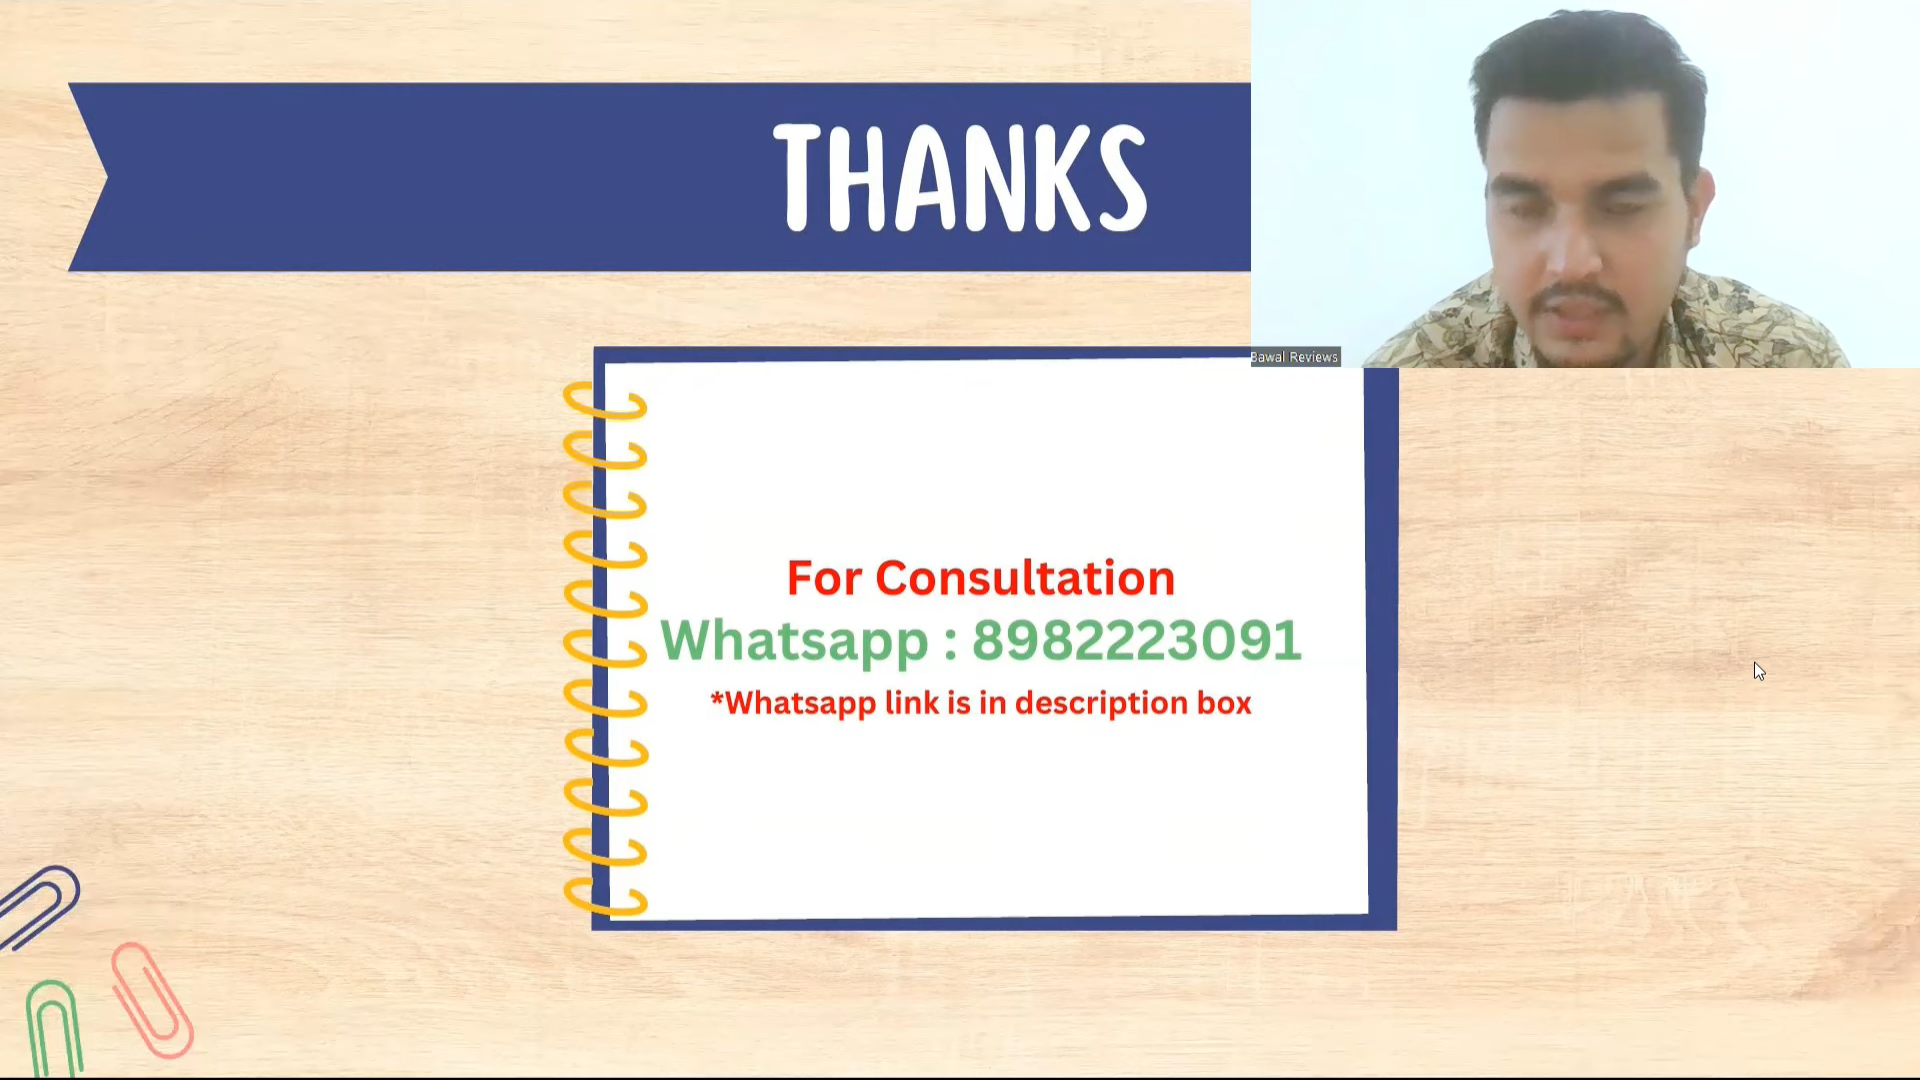 THANKS
Bawal Reviews
For Consultation
Whatsapp : 8982223091
*Whatsapp link is in description box